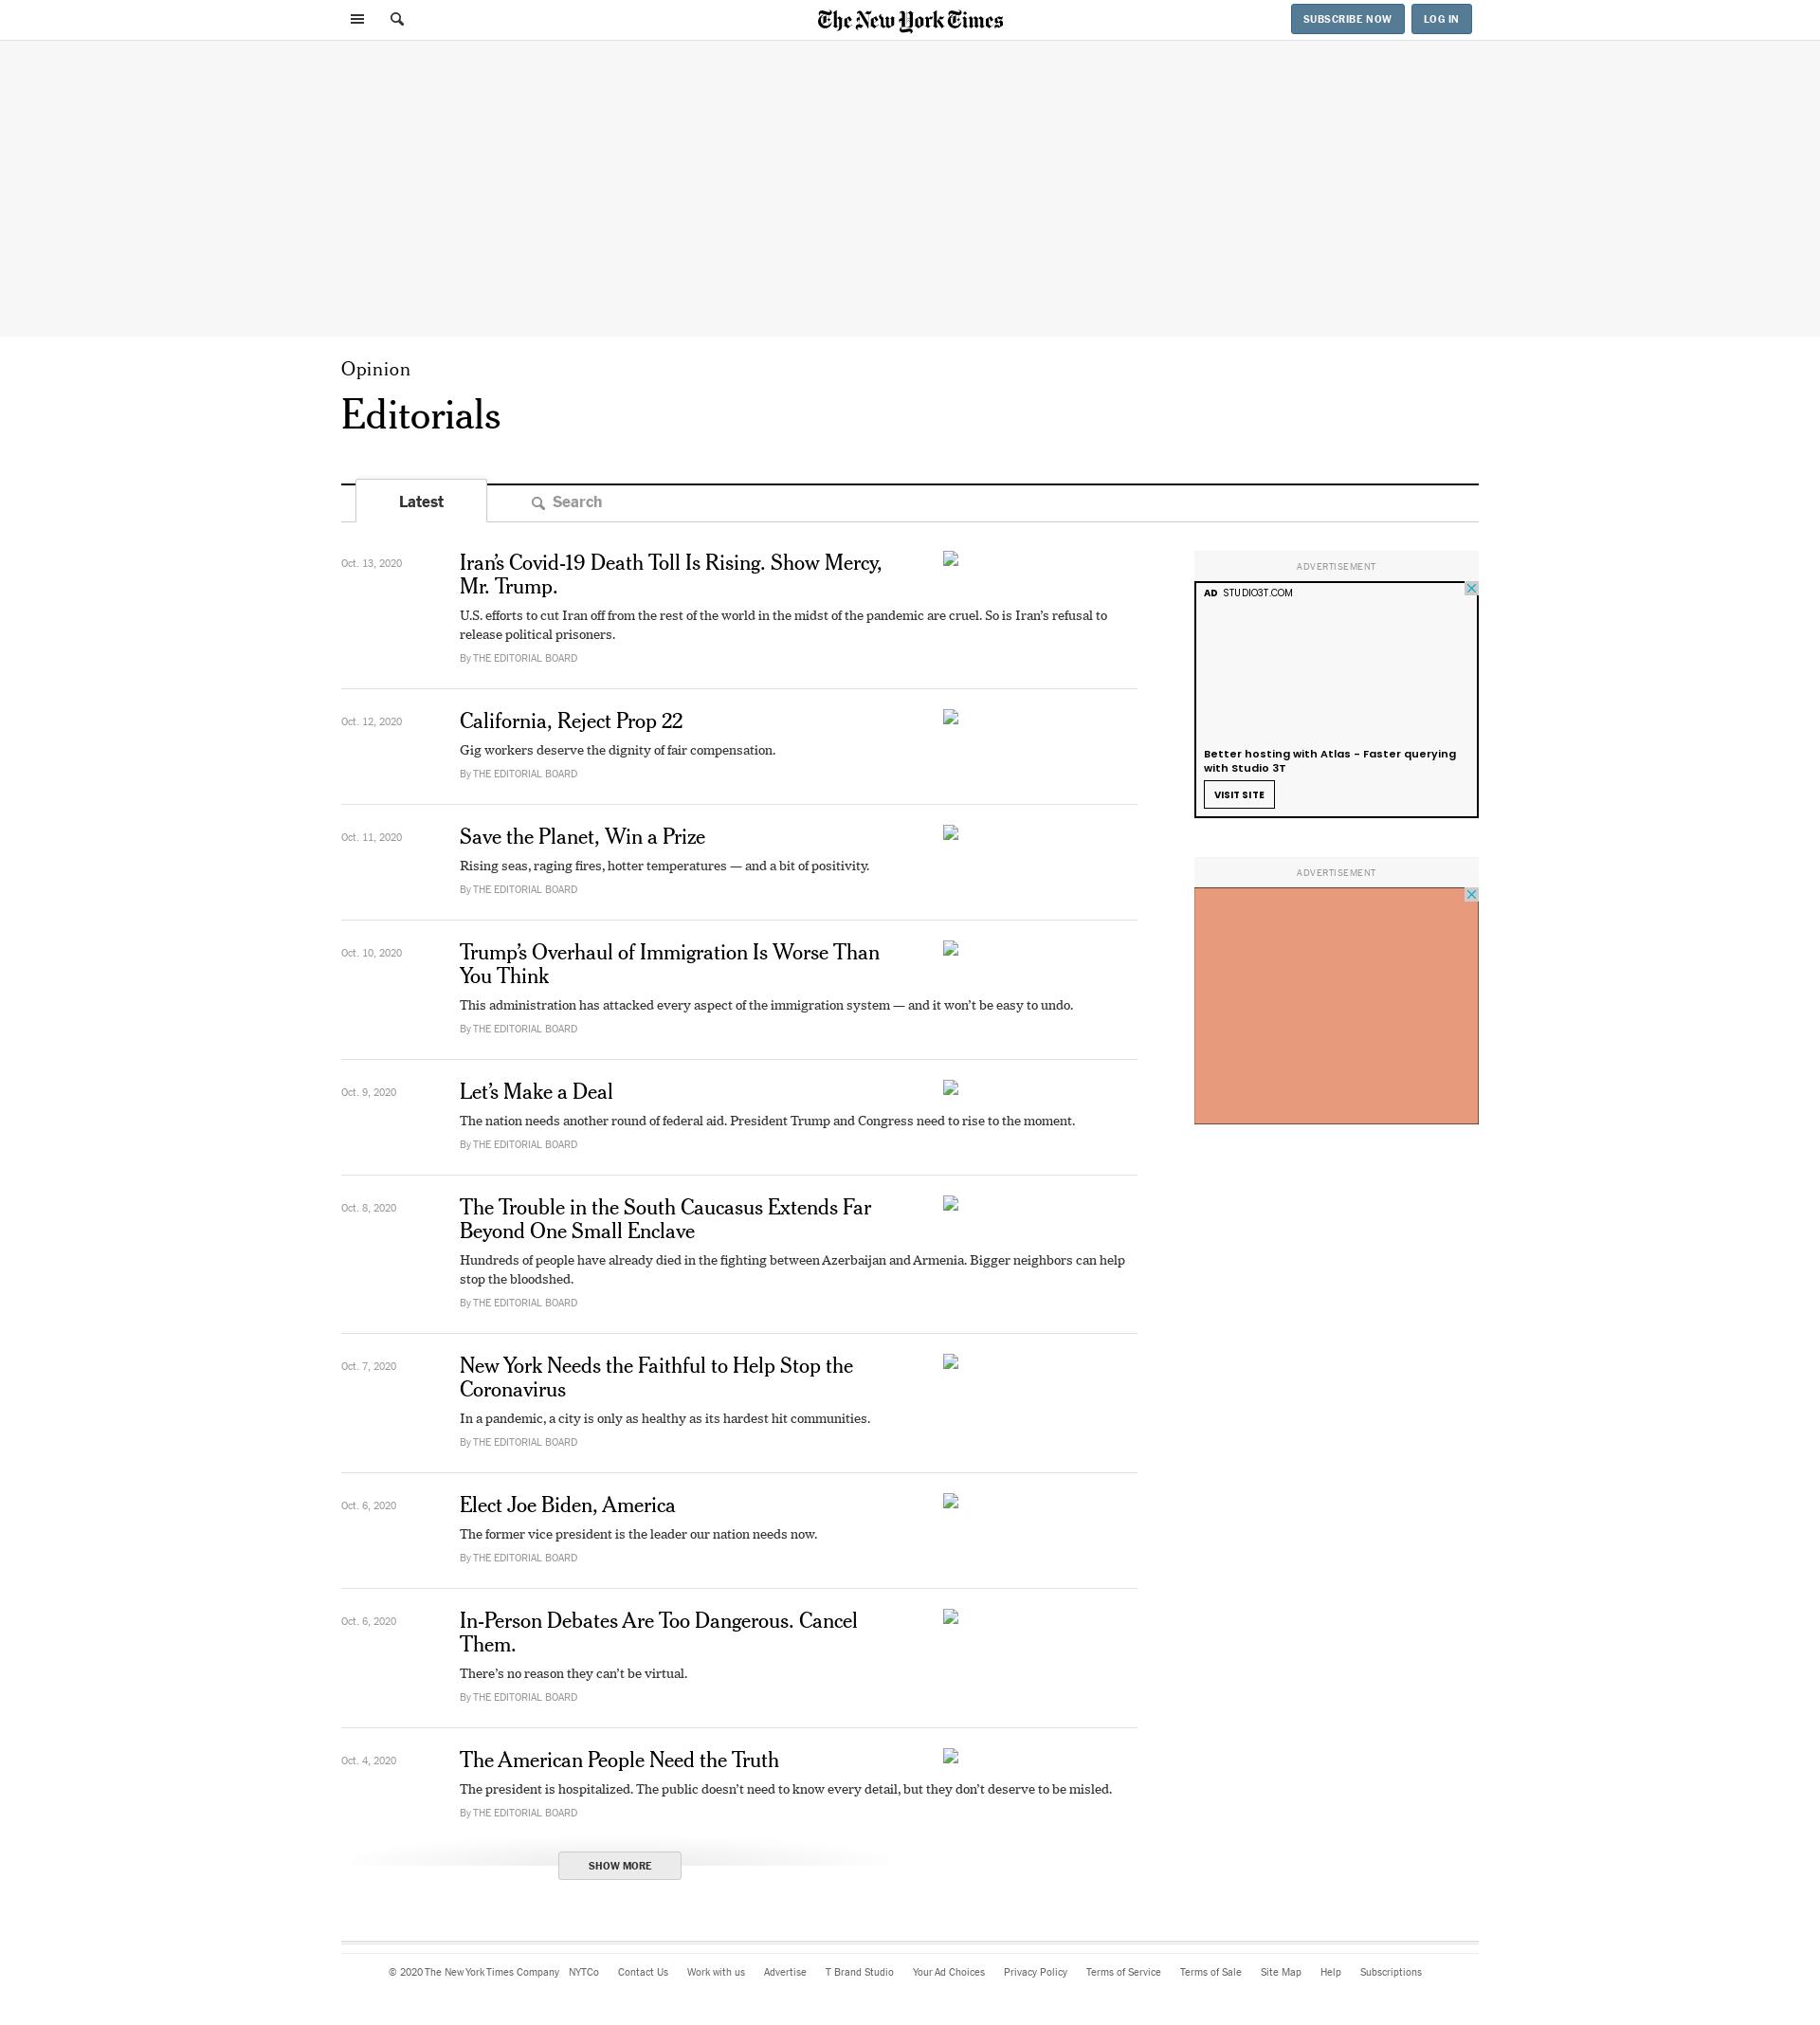 The New York Times
SUBSCRIBE NOW
LOG IN
Opinion
Editorials
Latest
Search
Oct. 13, 2020
Iran's Covid-19 Death Toll Is Rising. Show Mercy,
Mr. Trump.
U.S. efforts to cut Iran off from the rest of the world in the midst of the pandemic are cruel. So is Iran's refusal to
release political prisoners.
By THE EDITORIAL BOARD
Oct. 12, 2020
California, Reject Prop 22
Gig workers deserve the dignity of fair compensation.
By THE EDITORIAL BOARD
Oct. 11, 2020
Save the Planet, Win a Prize
Rising seas, raging fires, hotter temperatures — and a bit of positivity.
By THE EDITORIAL BOARD
Oct. 10, 2020
Trump's Overhaul of Immigration Is Worse Than
You Think
This administration has attacked every aspect of the immigration system — and it won't be easy to undo.
By THE EDITORIAL BOARD
Oct. 9, 2020
Let's Make a Deal
The nation needs another round of federal aid. President Trump and Congress need to rise to the moment.
By THE EDITORIAL BOARD
Oct. 8, 2020
The Trouble in the South Caucasus Extends Far
Beyond One Small Enclave
Hundreds of people have already died in the fighting between Azerbaijan and Armenia. Bigger neighbors can help
stop the bloodshed.
By THE EDITORIAL BOARD
Oct. 7, 2020
New York Needs the Faithful to Help Stop the
Coronavirus
In a pandemic, a city is only as healthy as its hardest hit communities.
By THE EDITORIAL BOARD
Oct. 6, 2020
Elect Joe Biden, America
The former vice president is the leader our nation needs now.
By THE EDITORIAL BOARD
Oct. 6, 2020
In-Person Debates Are Too Dangerous. Cancel
Them.
There's no reason they can't be virtual.
By THE EDITORIAL BOARD
Oct. 4, 2020
The American People Need the Truth
The president is hospitalized. The public doesn't need to know every detail, but they don't deserve to be misled.
By THE EDITORIAL BOARD
SHOW MORE
ADVERTISEMENT
AD STUDIO3T.COM
Better hosting with Atlas - Faster querying
with Studio 3T
VISIT SITE
ADVERTISEMENT
© 2020 The New York Times Company NYTCo Contact Us Work with us Advertise T Brand Studio Your Ad Choices Privacy Policy Terms of Service Terms of Sale Site Map Help Subscriptions